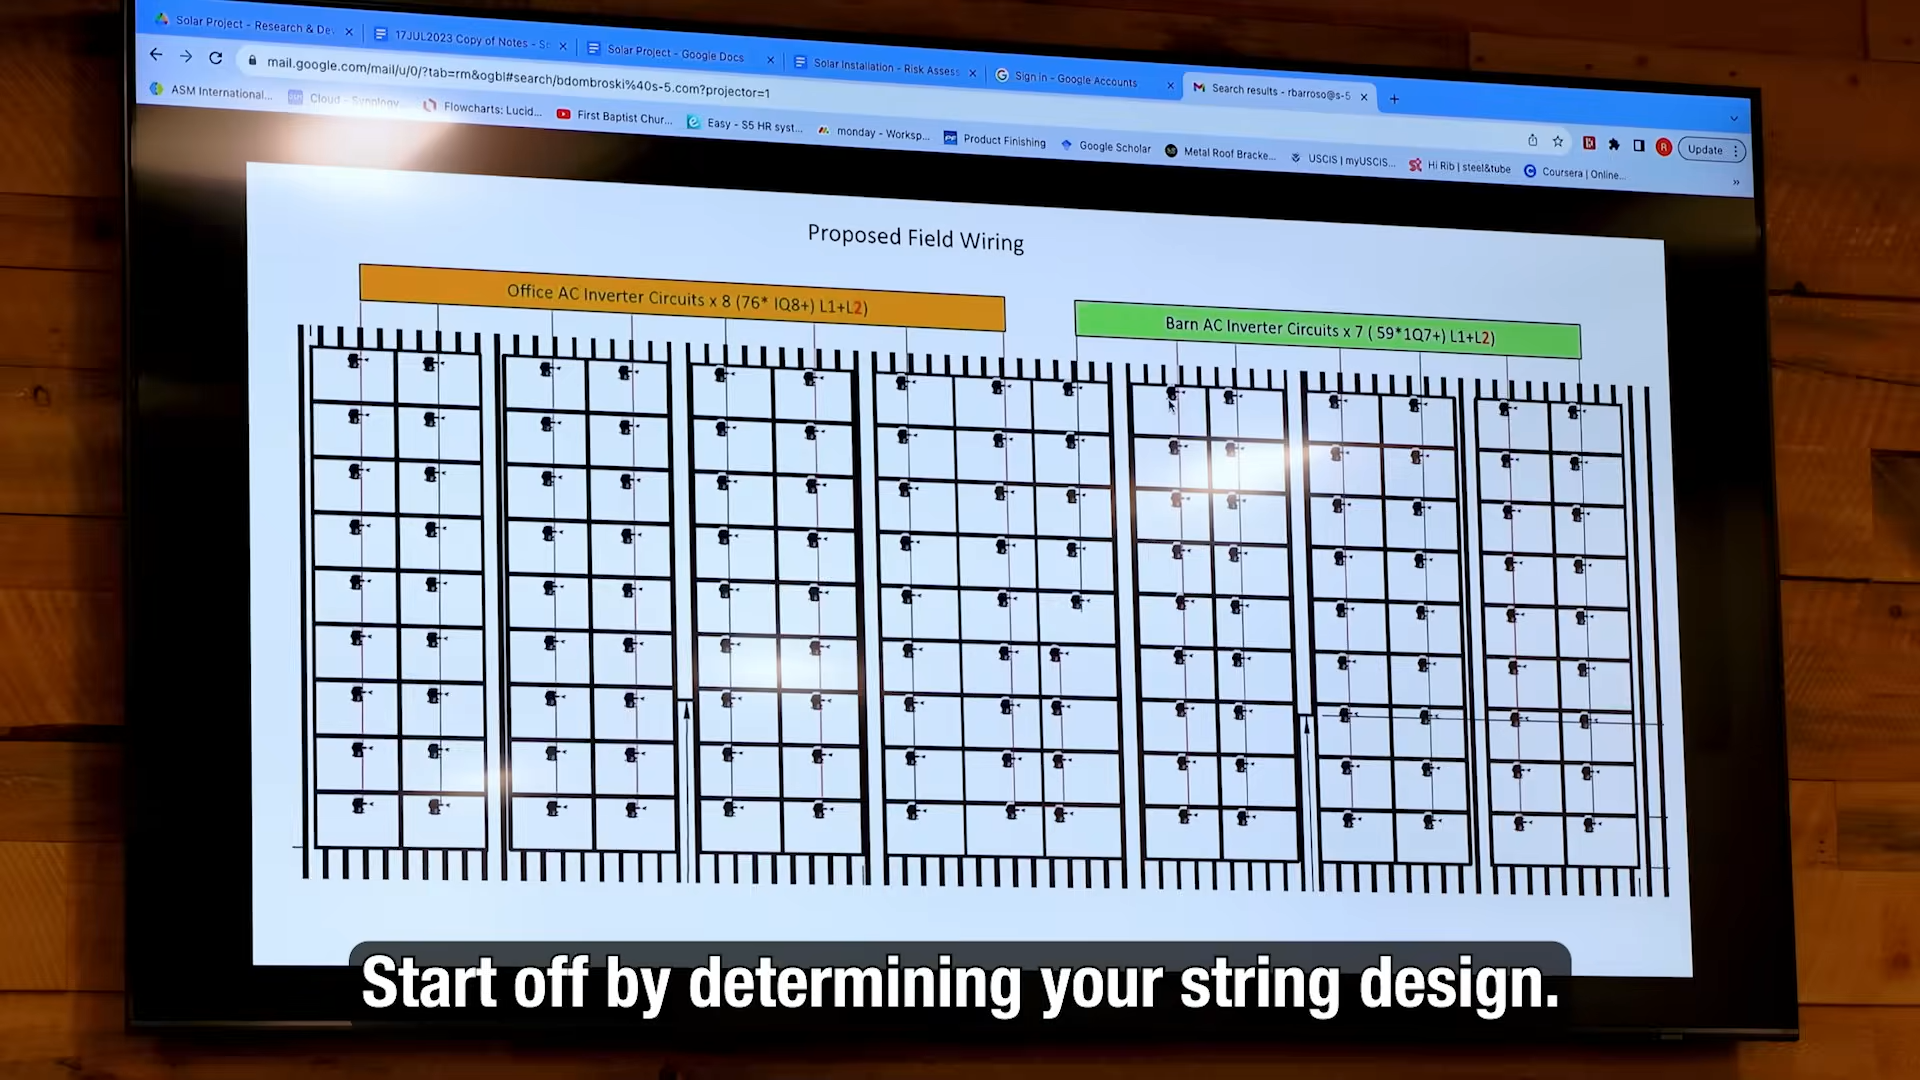 Solar Project - Research & De
17JUL2023 Copy of Notes - S
Solar Project - Google Docs
Solar Installation - Risk Assess
Sign in - Google Accounts
Search results - rbarroso@s-5
mail.google.com/mail/u/0/?tab=rm&ogbl#search/bdombroski%40s-5.com?projector=1
R
Update
ASM International...
Cloud - Synology
Flowcharts: Lucid...
First Baptist Chur...
Easy - S5 HR syst...
monday - Worksp...
Product Finishing
Google Scholar
Metal Roof Bracke...
USCIS | myUSCIS...
Hi Rib | steel&tube
Coursera | Online...
Proposed Field Wiring
Office AC Inverter Circuits x 8 (76* IQ8+) L1+L2)
Barn AC Inverter Circuits x 7 ( 59*1Q7+) L1+L2)
Start off by determining your string design.